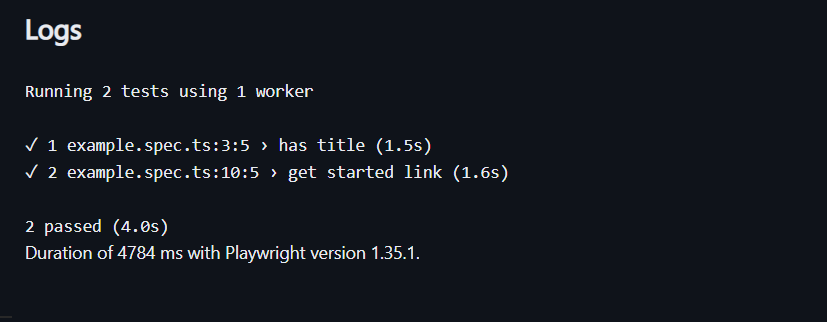 Logs
Running 2 tests using 1 worker
✓ 1 example.spec.ts:3:5 › has title (1.5s)
✓ 2 example.spec.ts:10:5 › get started link (1.6s)
2 passed (4.0s)
Duration of 4784 ms with Playwright version 1.35.1.